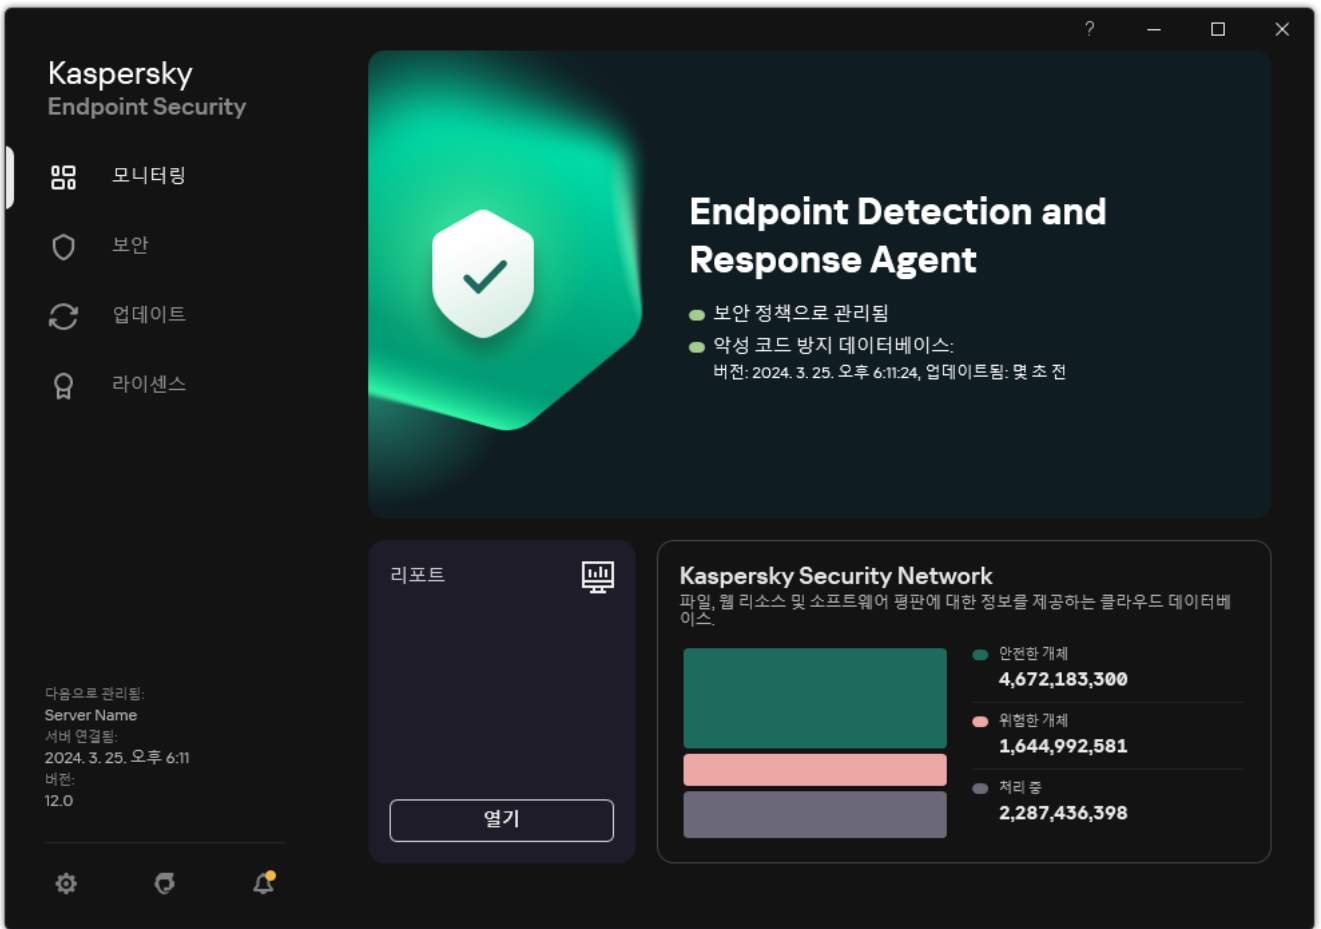 ?
Kaspersky
Endpoint Security
모니터링
보안
업데이트
라이센스
Endpoint Detection and
Response Agent
보안 정책으로 관리됨
악성 코드 방지 데이터베이스:
버전: 2024. 3. 25. 오후 6:11:24, 업데이트됨: 몇 초 전
리포트
열기
Kaspersky Security Network
파일, 웹 리소스 및 소프트웨어 평판에 대한 정보를 제공하는 클라우드 데이터베
이스.
안전한 개체
4,672,183,300
위험한 개체
1,644,992,581
처리 중
2,287,436,398
다음으로 관리됨:
Server Name
서버 연결됨:
2024. 3. 25. 오후 6:11
버전:
12.0